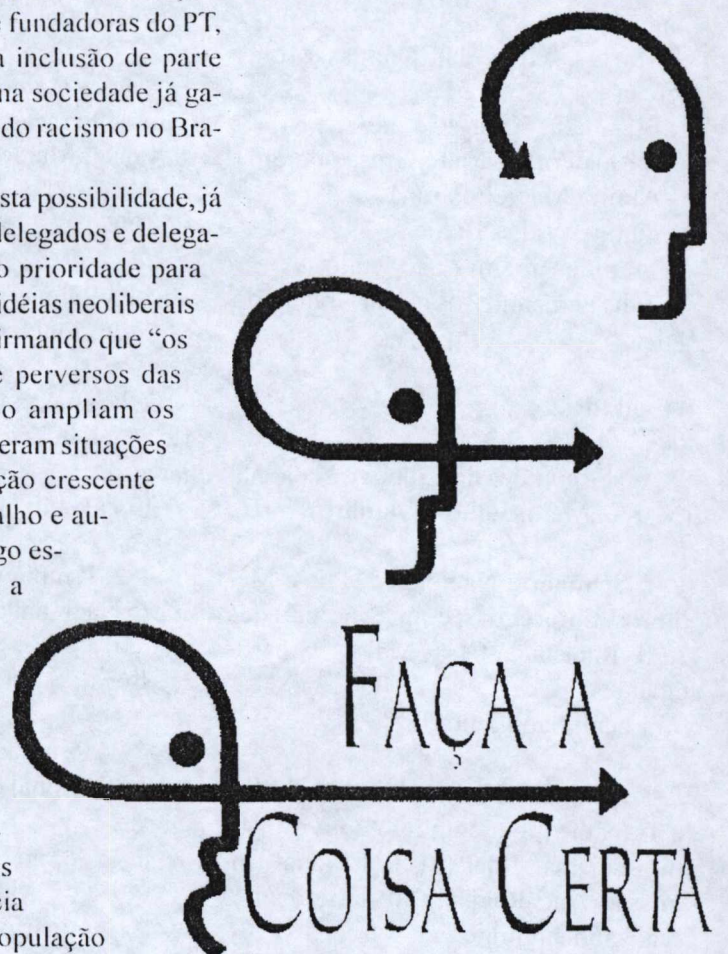 e fundadoras do PT,
a inclusão de parte
na sociedade já ga-
do racismo no Bra-
sta possibilidade, já
delegados e delega-
o prioridade para
idéias neoliberais
irmando que “os
e perversos das
o ampliam os
eram situações
ção crescente
alho e au-
go es-
a
s
cia
opulação
FAÇA A
COISA CERTA